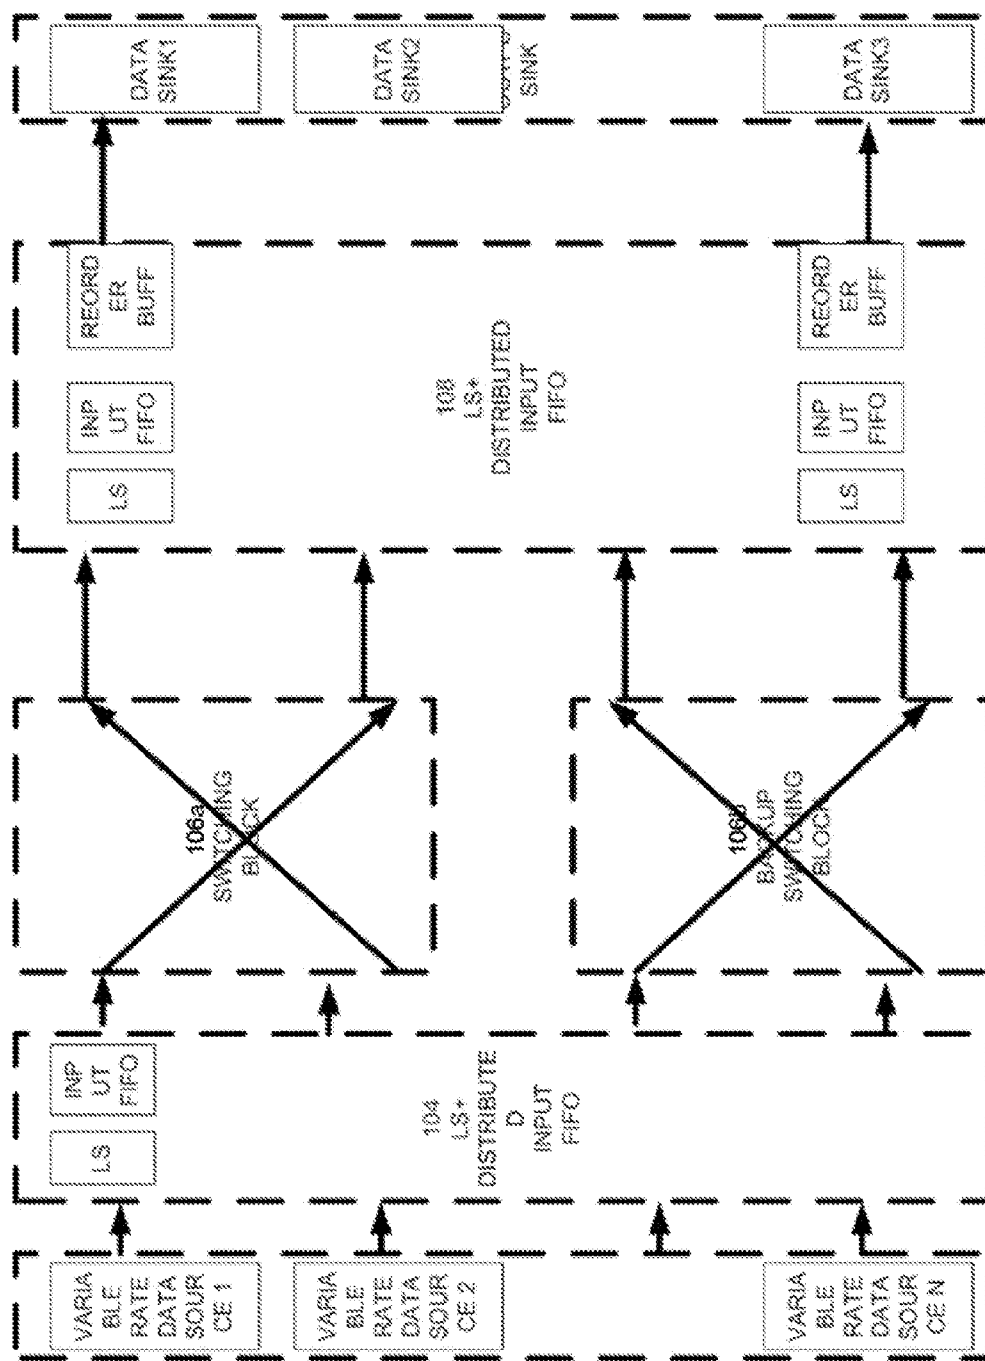 VARIA
BLE
RATE
DATA
SOUR
CE 1
VARIA
BLE
RATE
DATA
SOUR
CE 2
VARIA
BLE
RATE
DATA
SOUR
CE N
LS
INP
UT
FIFO
104
LS+
DISTRIBUTE
D
INPUT
FIFO
106a
SWITCHING
BLOCK
106b
BACKUP
SWITCHING
BLOCK
LS
INP
UT
FIFO
REORD
ER
BUFF
108
LS+
DISTRIBUTED
INPUT
FIFO
LS
INP
UT
FIFO
REORD
ER
BUFF
DATA
SINK1
DATA
SINK2
SINK
DATA
SINK3